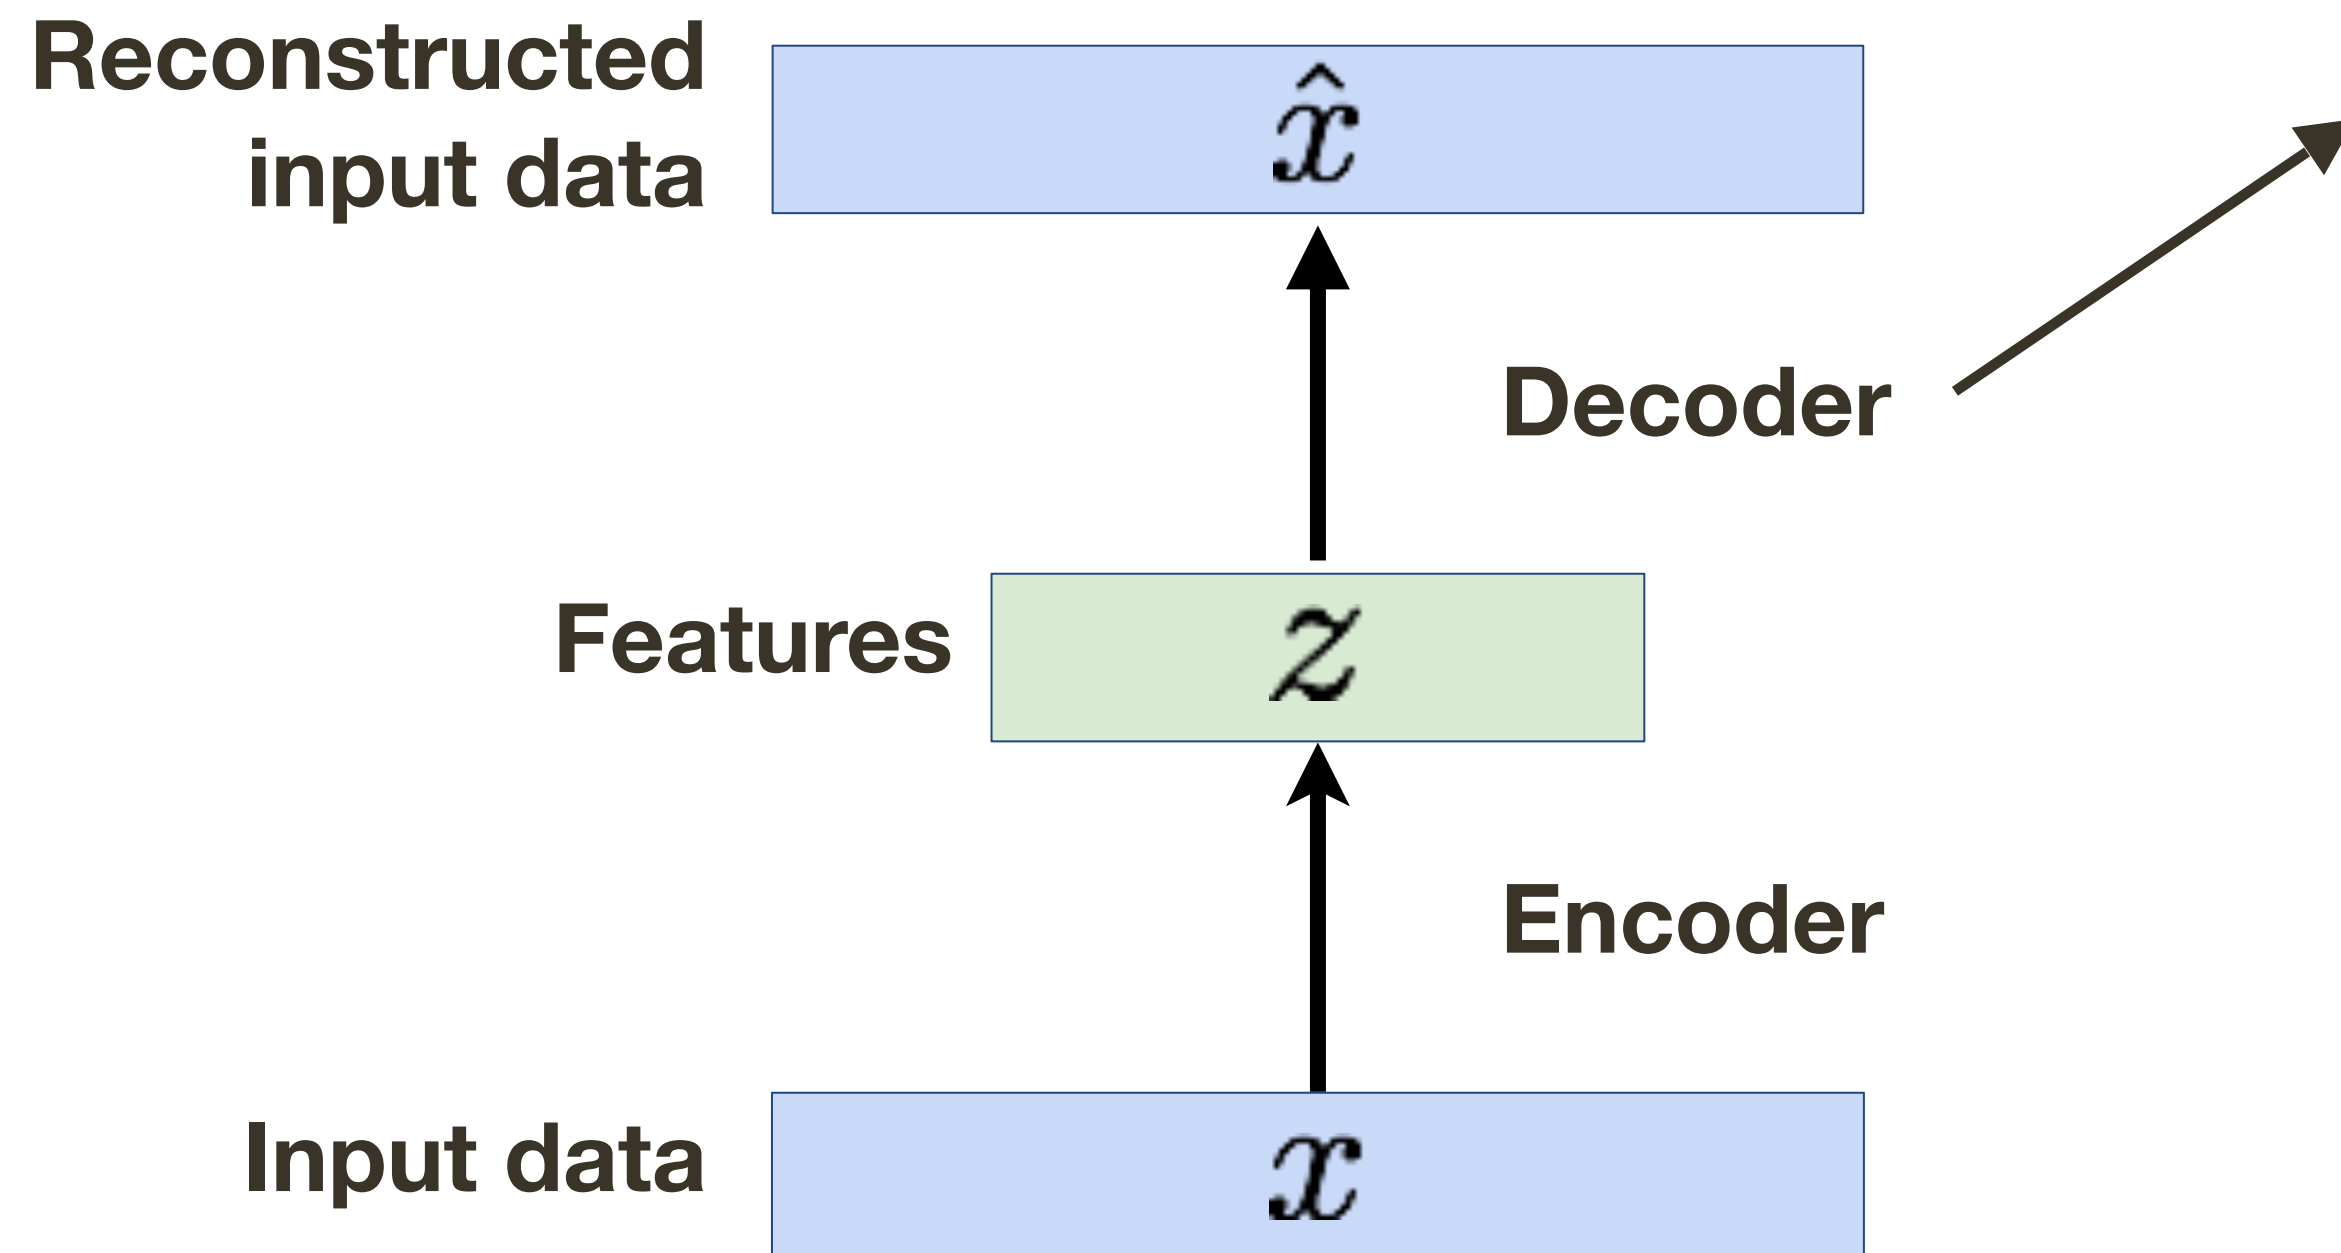 Reconstructed
input data
x̂
Decoder
Features
z
Encoder
Input data
x